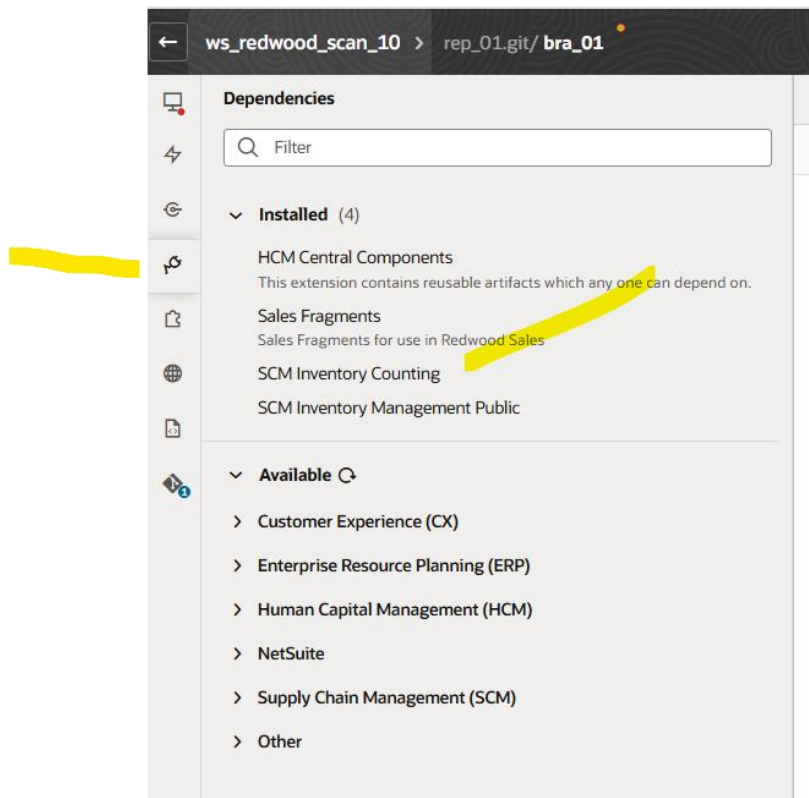 ws_redwood_scan_10 > rep_01.git/ bra_01
Dependencies
Filter
Installed (4)
HCM Central Components
This extension contains reusable artifacts which any one can depend on.
Sales Fragments
Sales Fragments for use in Redwood Sales
SCM Inventory Counting
SCM Inventory Management Public
Available
Customer Experience (CX)
Enterprise Resource Planning (ERP)
Human Capital Management (HCM)
NetSuite
Supply Chain Management (SCM)
1
Other